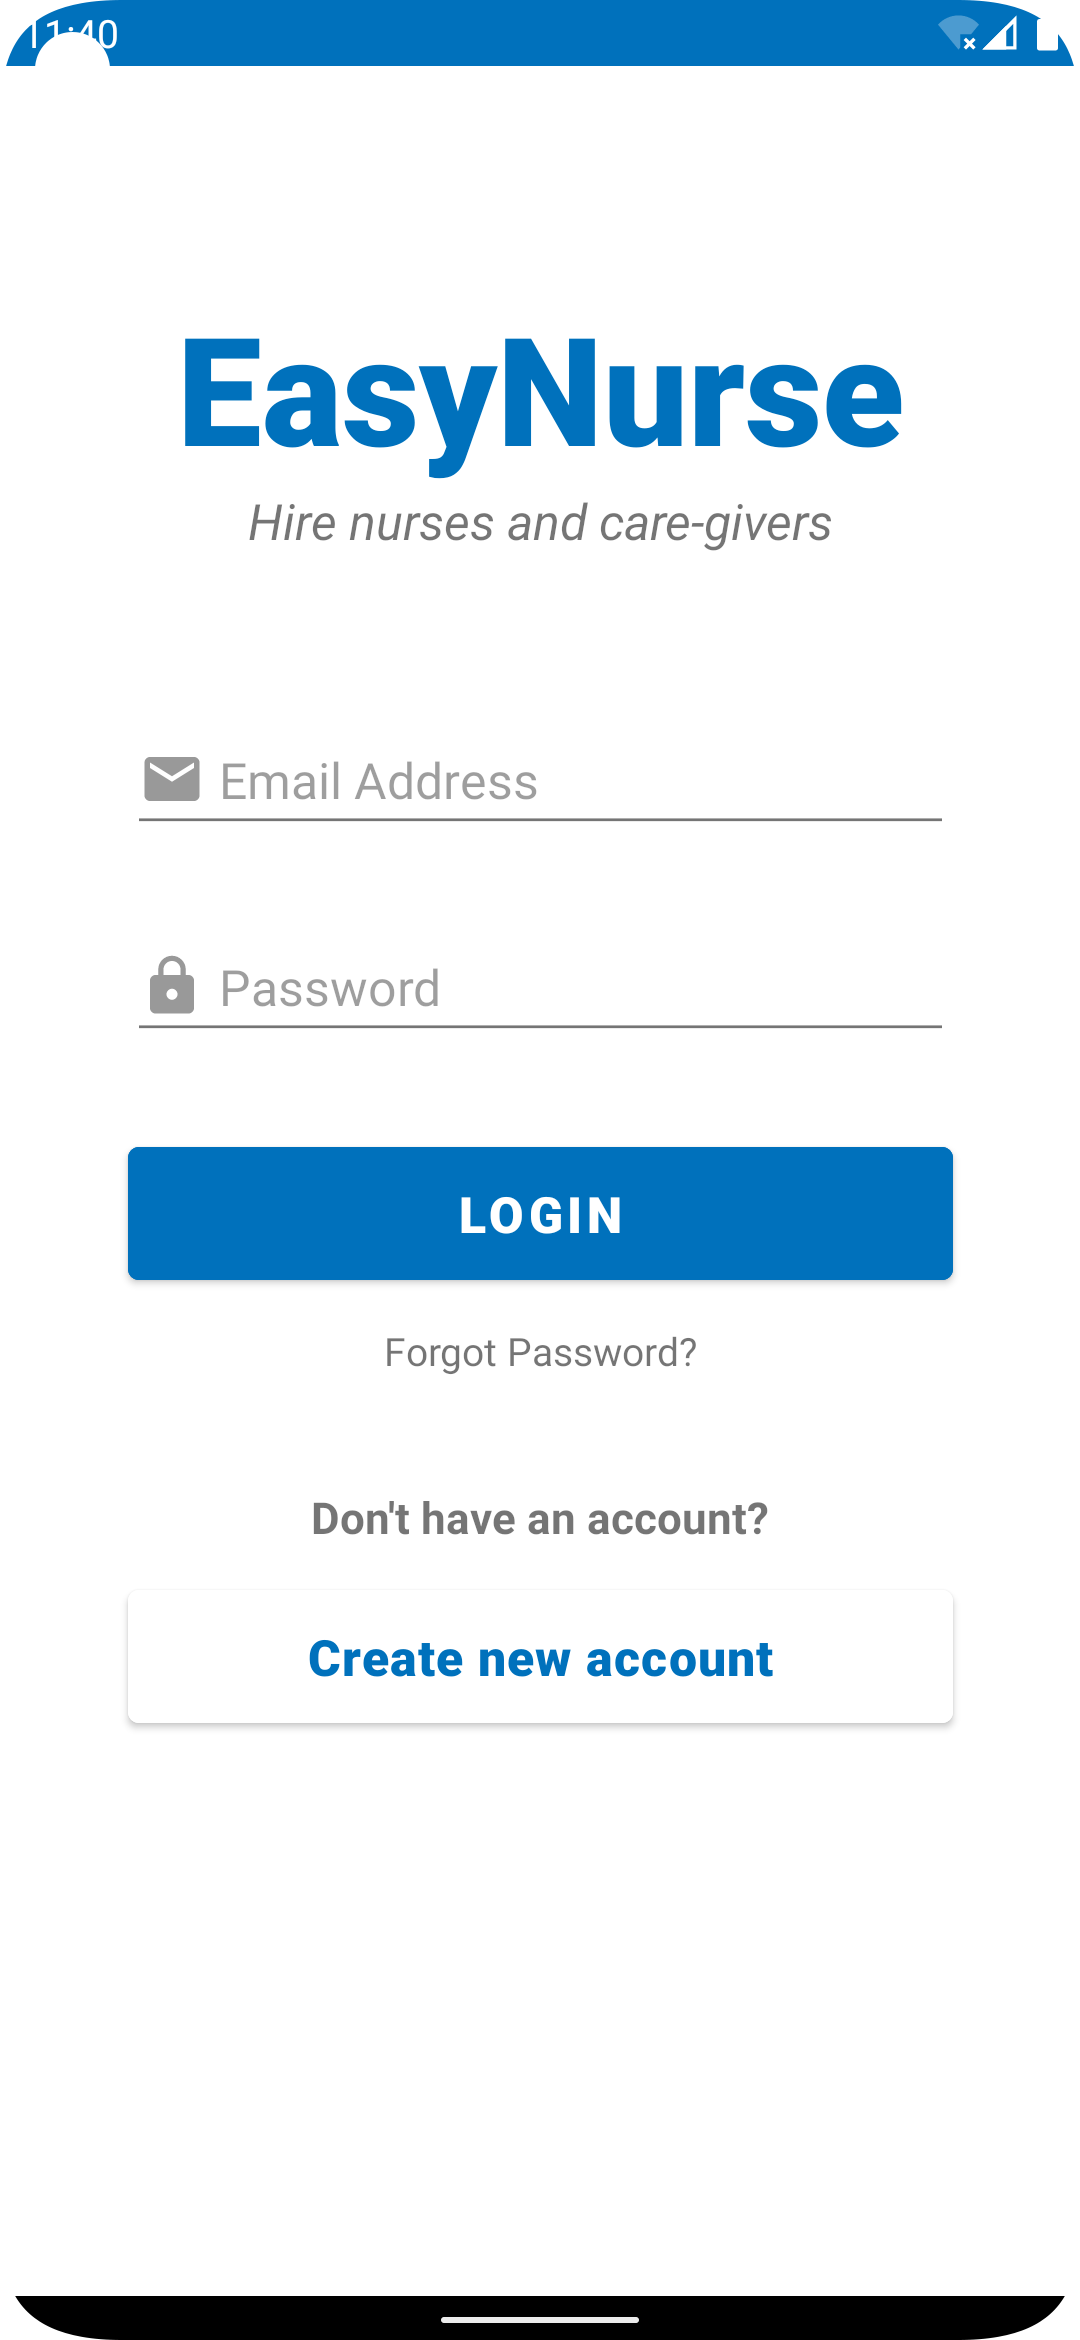 11:40
EasyNurse
Hire nurses and care-givers
Email Address
Password
LOGIN
Forgot Password?
Don't have an account?
Create new account